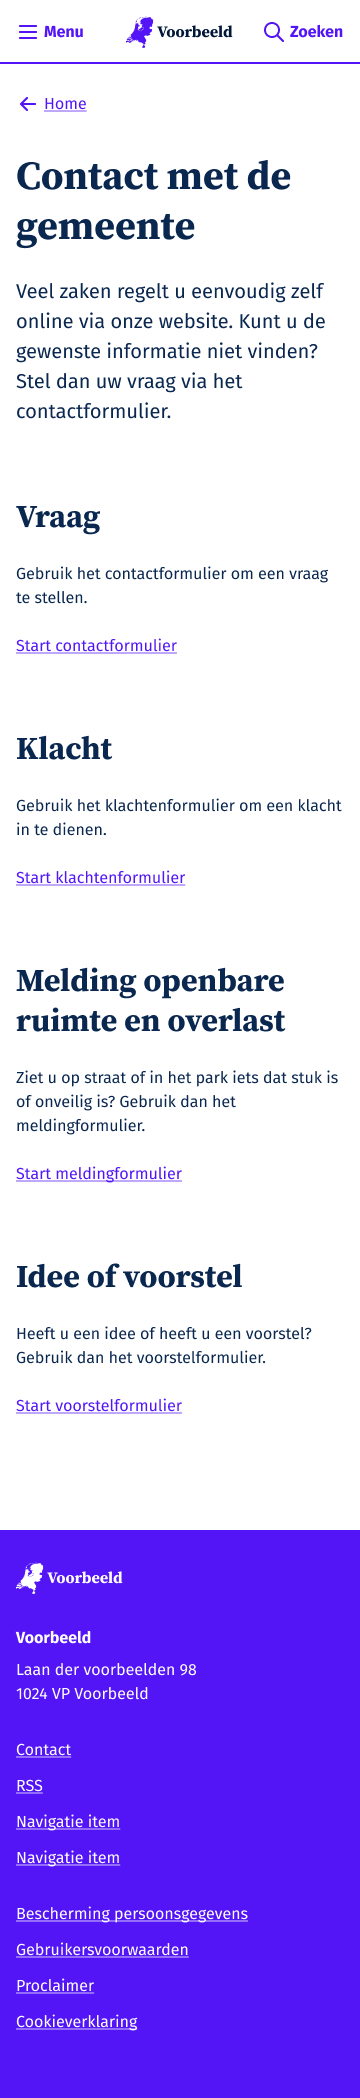 Menu
Voorbeeld
Zoeken
Home
Contact met de
gemeente
Veel zaken regelt u eenvoudig zelf
online via onze website. Kunt u de
gewenste informatie niet vinden?
Stel dan uw vraag via het
contactformulier.
Vraag
Gebruik het contactformulier om een vraag
te stellen.
Start contactformulier
Klacht
Gebruik het klachtenformulier om een klacht
in te dienen.
Start klachtenformulier
Melding openbare
ruimte en overlast
Ziet u op straat of in het park iets dat stuk is
of onveilig is? Gebruik dan het
meldingformulier.
Start meldingformulier
Idee of voorstel
Heeft u een idee of heeft u een voorstel?
Gebruik dan het voorstelformulier.
Start voorstelformulier
Voorbeeld
Voorbeeld
Laan der voorbeelden 98
1024 VP Voorbeeld
Contact
RSS
Navigatie item
Navigatie item
Bescherming persoonsgegevens
Gebruikersvoorwaarden
Proclaimer
Cookieverklaring